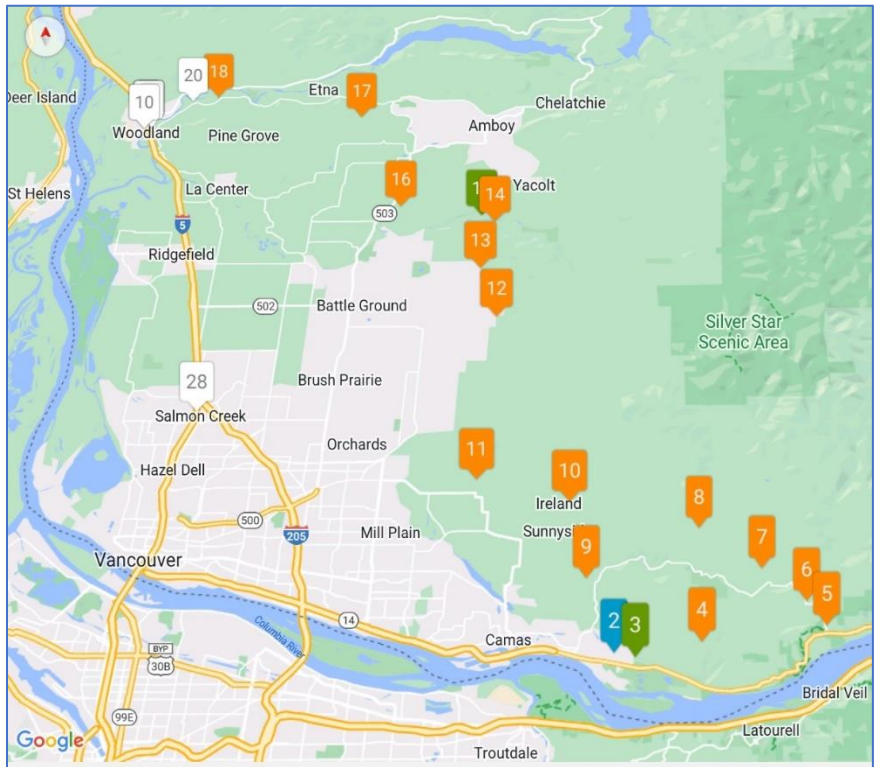 20
18
10
Woodland
Etna
17
Chelatchie
Deer Island
Amboy
Pine Grove
16
14
Yacolt
St Helens
La Center
503
5
13
Ridgefield
12
502
Battle Ground
Silver Star
Scenic Area
28
Brush Prairie
Salmon Creek
Orchards
11
Hazel Dell
10
8
Ireland
500
205
Mill Plain
9
7
Vancouver
6
5
14
2
3
4
Columbia River
Camas
BYP
30B
Bridal Veil
99E
Latourell
Google
Troutdale